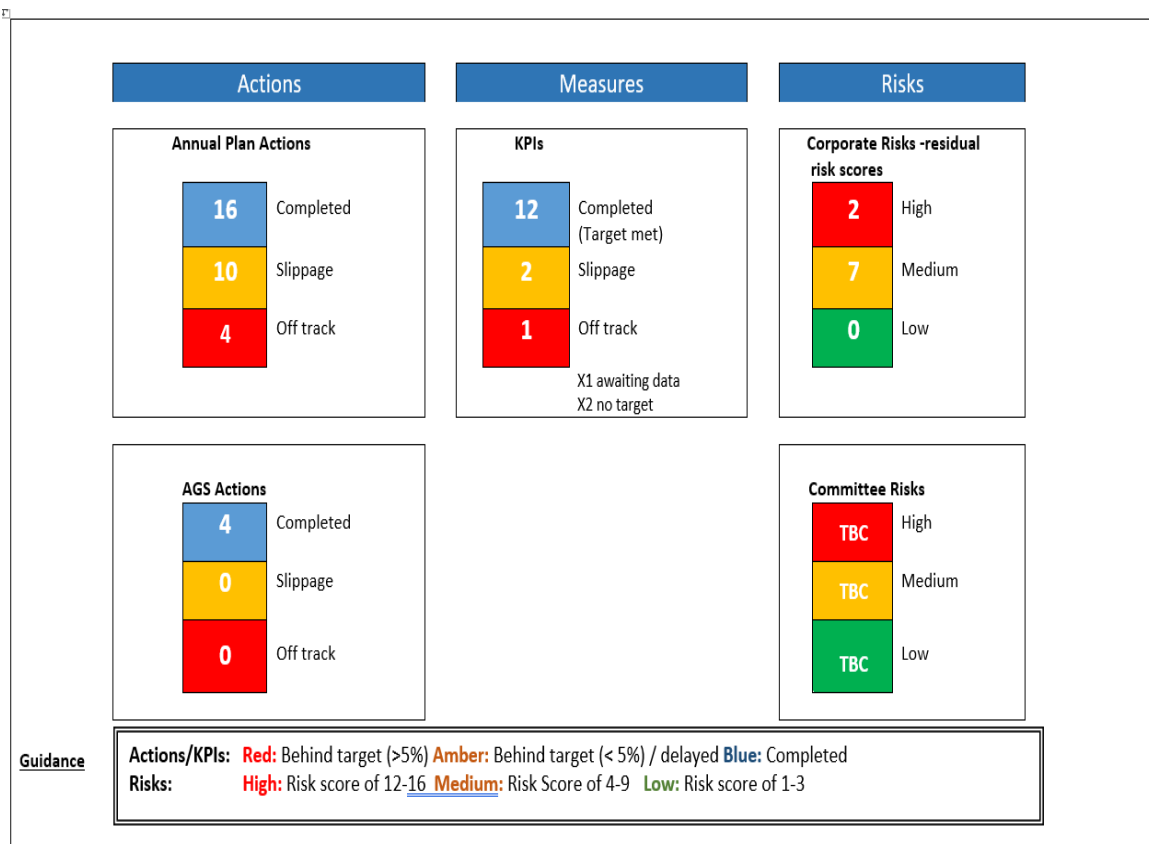 Actions
Measures
Risks
Annual Plan Actions
16 Completed
10 Slippage
4 Off track
KPIs
12 Completed
(Target met)
2 Slippage
1 Off track
X1 awaiting data
X2 no target
Corporate Risks -residual
risk scores
2 High
7 Medium
0 Low
AGS Actions
4 Completed
0 Slippage
0 Off track
Committee Risks
TBC High
TBC Medium
TBC Low
Guidance
Actions/KPIs: Red: Behind target (>5%) Amber: Behind target (< 5%) / delayed Blue: Completed
Risks: High: Risk score of 12-16 Medium: Risk Score of 4-9 Low: Risk score of 1-3